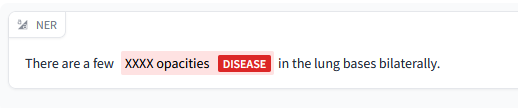 NER
There are a few XXXX opacities DISEASE in the lung bases bilaterally.